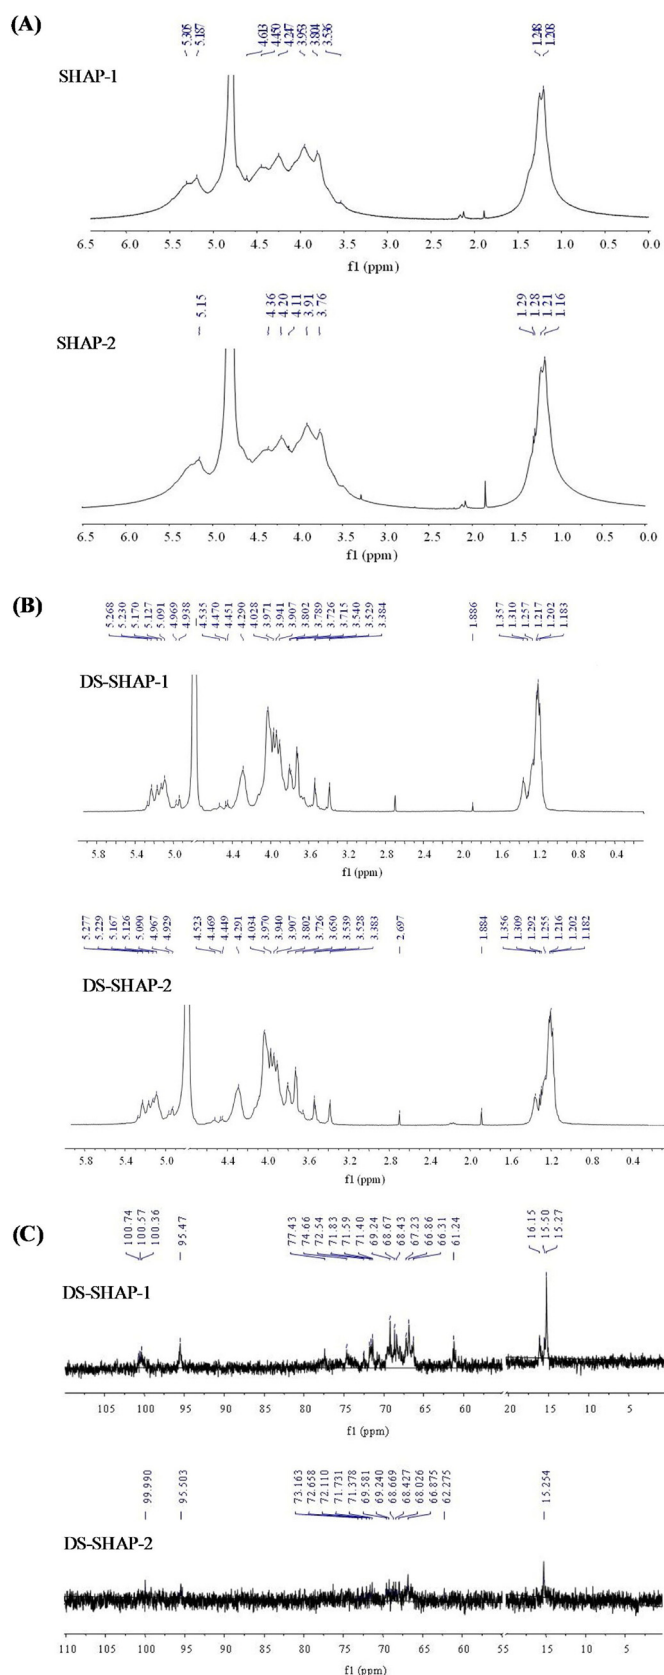 (A)
5.305 5.187 4.613 4.450 4.247 3.953 3.804 3.536 1.248 1.208
SHAP-1
6.5 6.0 5.5 5.0 4.5 4.0 3.5 3.0 2.5 2.0 1.5 1.0 0.5 0.0
f1 (ppm)
5.15 4.36 4.20 4.11 3.91 3.76 1.29 1.28 1.21 1.16
SHAP-2
6.5 6.0 5.5 5.0 4.5 4.0 3.5 3.0 2.5 2.0 1.5 1.0 0.5 0.0
f1 (ppm)
(B)
5.268 5.230 5.170 5.127 5.091 4.969 4.938 4.535 4.470 4.451 4.290 4.028 3.971 3.941 3.907 3.802 3.789 3.726 3.715 3.540 3.529 3.384 1.886 1.357 1.310 1.257 1.217 1.202 1.183
DS-SHAP-1
5.8 5.4 5.0 4.8 4.4 4.0 3.6 3.2 2.8 2.4 2.0 1.6 1.2 0.8 0.4
f1 (ppm)
5.277 5.229 5.167 5.126 5.090 4.967 4.929 4.523 4.469 4.449 4.291 4.034 3.970 3.940 3.907 3.802 3.726 3.650 3.539 3.528 3.383 2.697 1.884 1.356 1.309 1.292 1.255 1.216 1.202 1.182
DS-SHAP-2
5.8 5.4 5.0 4.8 4.4 4.0 3.6 3.2 2.8 2.4 2.0 1.6 1.2 0.8 0.4
f1 (ppm)
(C)
100.74 100.57 100.36 95.47 77.43 74.66 72.54 71.83 71.59 71.40 69.24 68.67 68.43 67.23 66.86 66.31 61.24 16.15 15.50 15.27
DS-SHAP-1
105 100 95 90 85 80 75 70 65 60 55 20 15 10 5
f1 (ppm)
99.990 95.503 73.163 72.658 72.110 71.731 71.378 69.581 69.240 68.669 68.427 68.026 66.875 62.275 15.254
DS-SHAP-2
110 105 100 95 90 85 80 75 70 65 60 55 15 10 5
f1 (ppm)